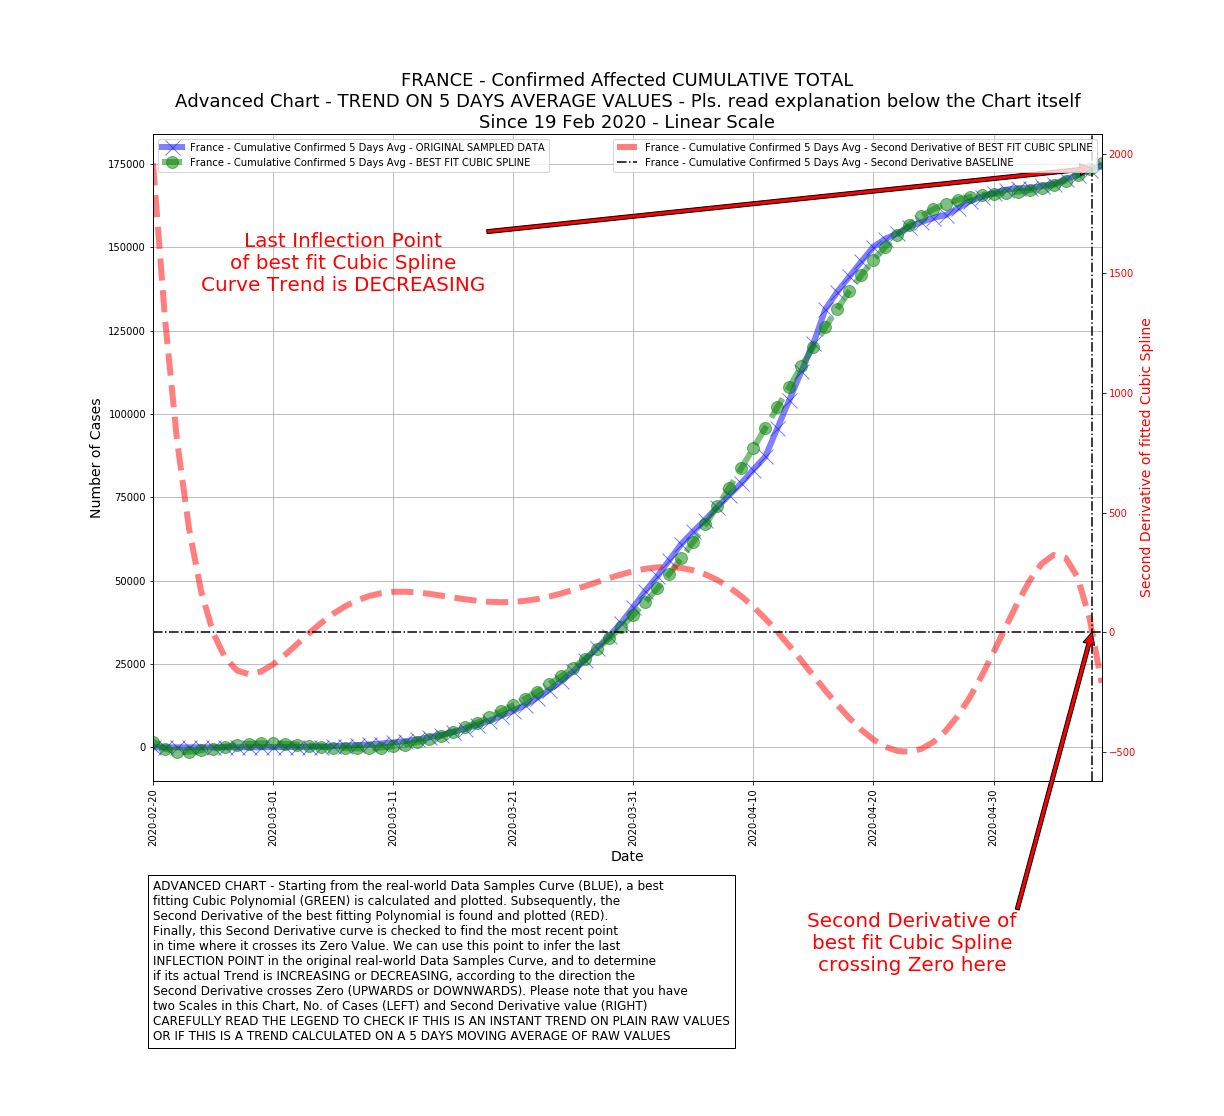 FRANCE - Confirmed Affected CUMULATIVE TOTAL
Advanced Chart - TREND ON 5 DAYS AVERAGE VALUES - Pls. read explanation below the Chart itself
Since 19 Feb 2020 - Linear Scale
France - Cumulative Confirmed 5 Days Avg - ORIGINAL SAMPLED DATA
France - Cumulative Confirmed 5 Days Avg - BEST FIT CUBIC SPLINE
France - Cumulative Confirmed 5 Days Avg - Second Derivative of BEST FIT CUBIC SPLINE
France - Cumulative Confirmed 5 Days Avg - Second Derivative BASELINE
Last Inflection Point
of best fit Cubic Spline
Curve Trend is DECREASING
Number of Cases
175000
150000
125000
100000
75000
50000
25000
0
2000
1500
1000
500
0
−500
Second Derivative of fitted Cubic Spline
2020-02-20
2020-03-01
2020-03-11
2020-03-21
2020-03-31
2020-04-10
2020-04-20
2020-04-30
Date
ADVANCED CHART - Starting from the real-world Data Samples Curve (BLUE), a best
fitting Cubic Polynomial (GREEN) is calculated and plotted. Subsequently, the
Second Derivative of the best fitting Polynomial is found and plotted (RED).
Finally, this Second Derivative curve is checked to find the most recent point
in time where it crosses its Zero Value. We can use this point to infer the last
INFLECTION POINT in the original real-world Data Samples Curve, and to determine
if its actual Trend is INCREASING or DECREASING, according to the direction the
Second Derivative crosses Zero (UPWARDS or DOWNWARDS). Please note that you have
two Scales in this Chart, No. of Cases (LEFT) and Second Derivative value (RIGHT)
CAREFULLY READ THE LEGEND TO CHECK IF THIS IS AN INSTANT TREND ON PLAIN RAW VALUES
OR IF THIS IS A TREND CALCULATED ON A 5 DAYS MOVING AVERAGE OF RAW VALUES
Second Derivative of
best fit Cubic Spline
crossing Zero here